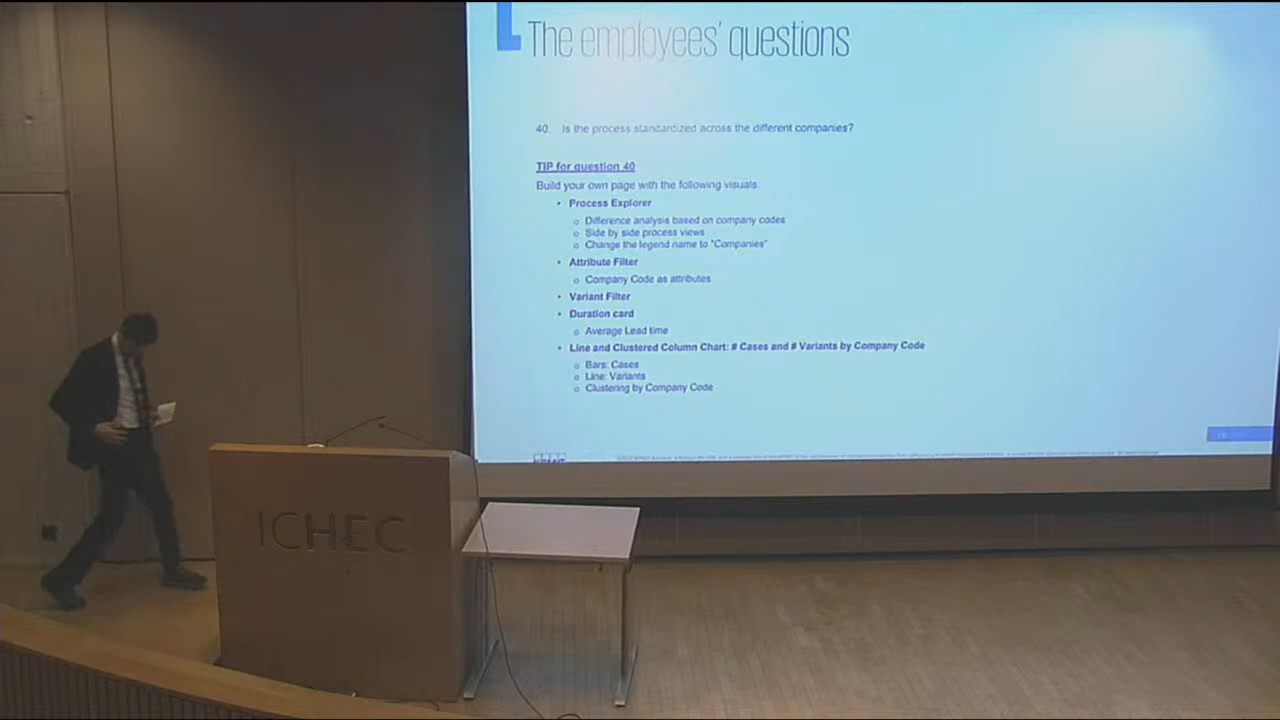 The employees' questions
40. Is the process standardized across the different companies?
TIP for question 40
Build your own page with the following visuals:
• Process Explorer
o Difference analysis based on company codes
o Side by side process views
o Change the legend name to "Companies"
• Attribute Filter
o Company Code as attributes
• Variant Filter
• Duration card
o Average Lead time
• Line and Clustered Column Chart: # Cases and # Variants by Company Code
o Bars: Cases
o Line: Variants
o Clustering by Company Code
ICHEC